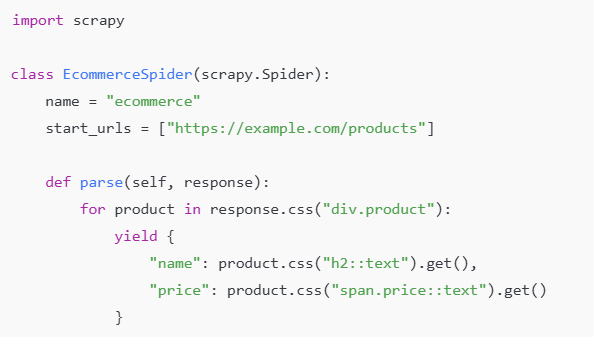 import scrapy

class EcommerceSpider(scrapy.Spider):
    name = "ecommerce"
    start_urls = ["https://example.com/products"]

    def parse(self, response):
        for product in response.css("div.product"):
            yield {
                "name": product.css("h2::text").get(),
                "price": product.css("span.price::text").get()
            }